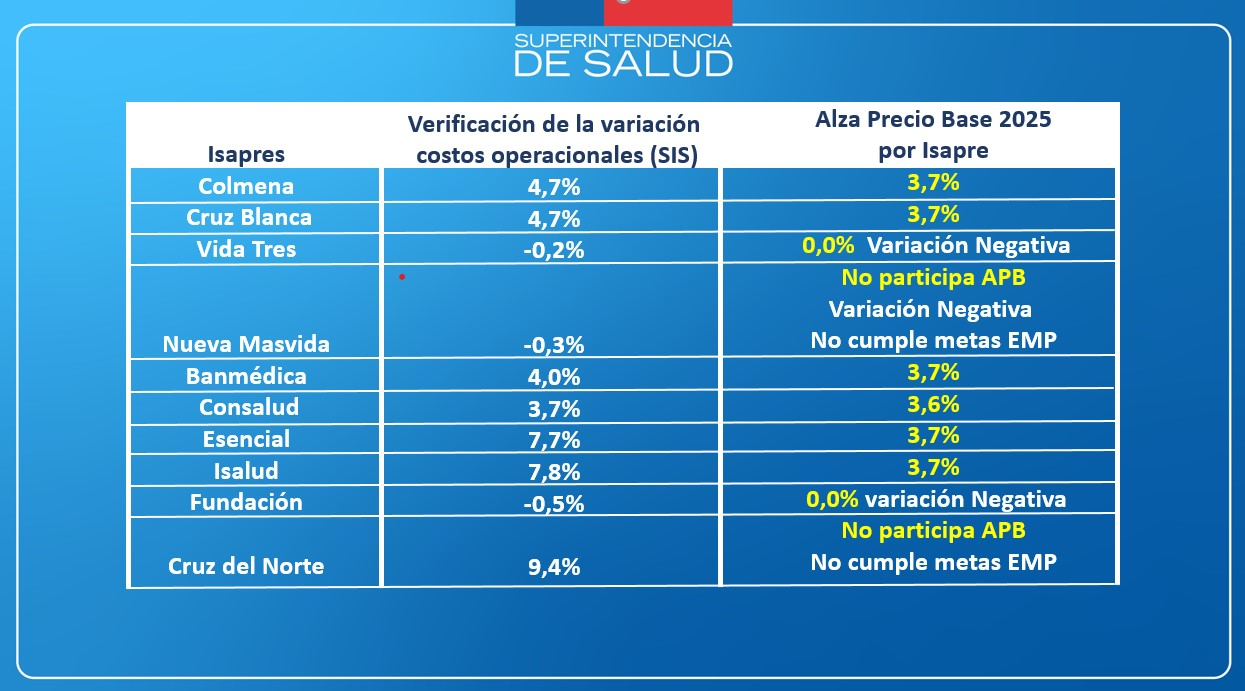 SUPERINTENDENCIA
DE SALUD
Isapres
Verificación de la variación
costos operacionales (SIS)
Alza Precio Base 2025
por Isapre
Colmena 4,7% 3,7%
Cruz Blanca 4,7% 3,7%
Vida Tres -0,2% 0,0% Variación Negativa
No participa APB
Variación Negativa
Nueva Masvida -0,3% No cumple metas EMP
Banmédica 4,0% 3,7%
Consalud 3,7% 3,6%
Esencial 7,7% 3,7%
Isalud 7,8% 3,7%
Fundación -0,5% 0,0% variación Negativa
No participa APB
Cruz del Norte 9,4% No cumple metas EMP